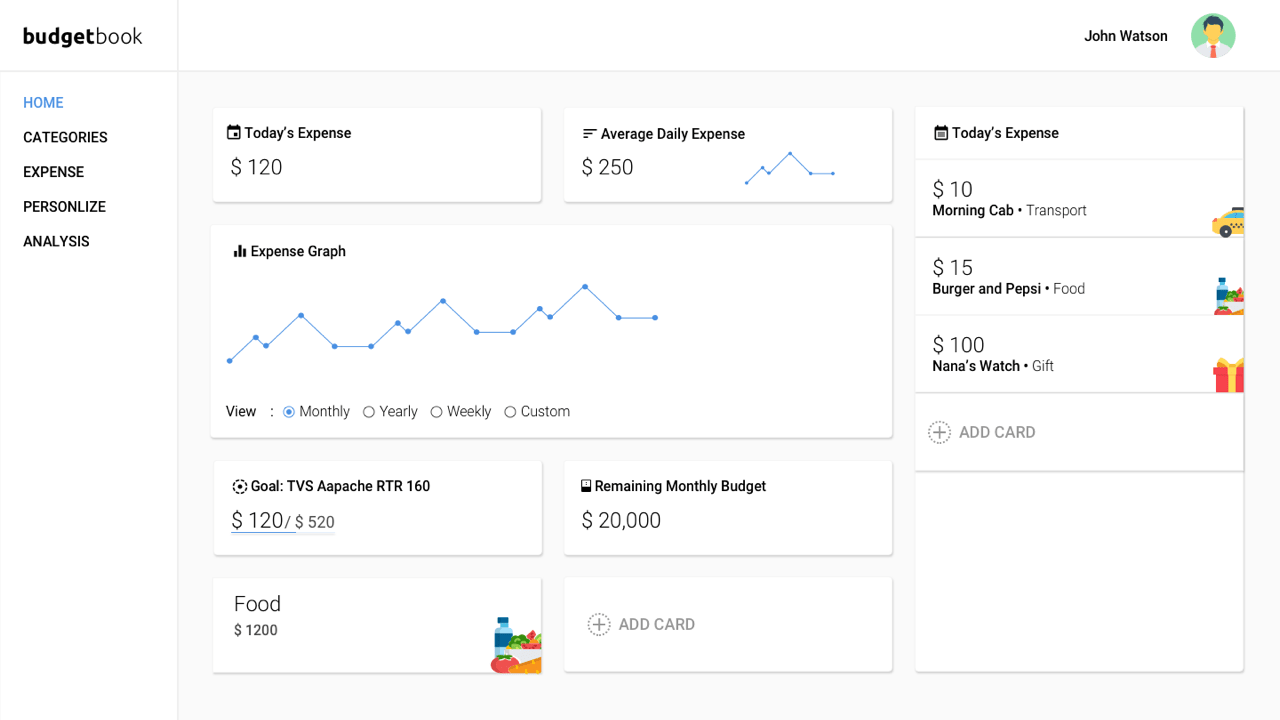 budgetbook
John Watson
HOME
CATEGORIES
EXPENSE
PERSONLIZE
ANALYSIS
Today’s Expense
$ 120
Average Daily Expense
$ 250
Expense Graph
View : Monthly Yearly Weekly Custom
Goal: TVS Aapache RTR 160
$ 120/ $ 520
Remaining Monthly Budget
$ 20,000
Food
$ 1200
ADD CARD
Today’s Expense
$ 10
Morning Cab • Transport
$ 15
Burger and Pepsi • Food
$ 100
Nana’s Watch • Gift
ADD CARD